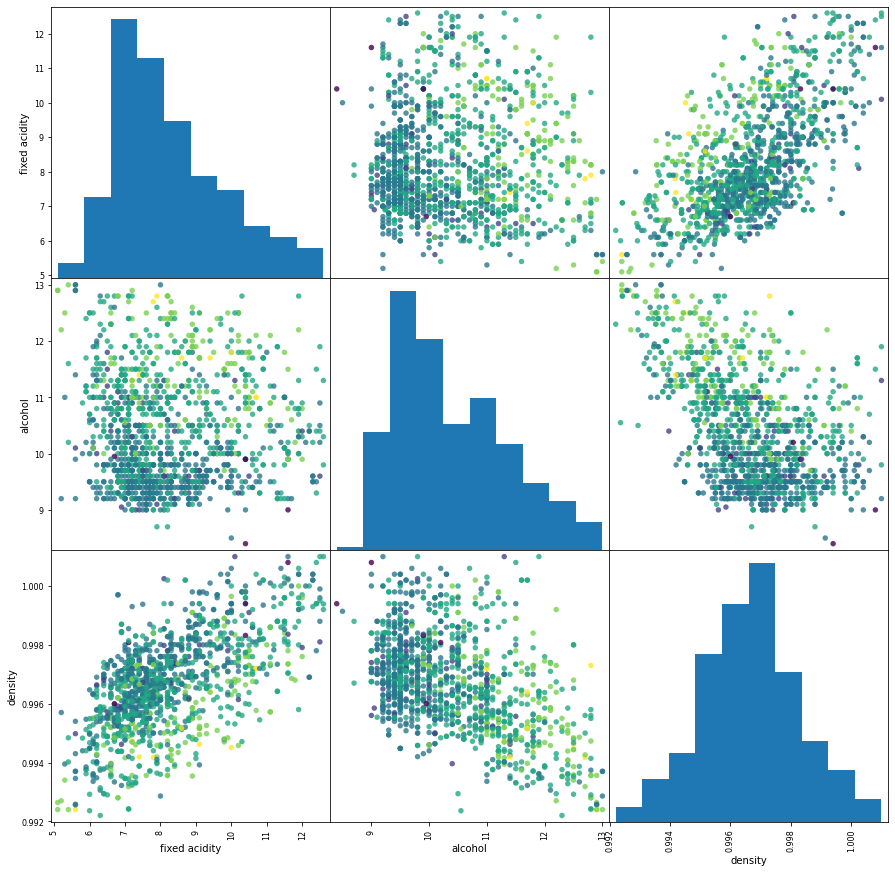 12
11
10
9
8
7
6
5
fixed acidity
13
12
11
10
9
alcohol
1.000
0.998
0.996
0.994
0.992
density
5 6 7 8 9 10 11 12
fixed acidity
9 10 11 12 13
alcohol
0.992 0.994 0.996 0.998 1.000
density